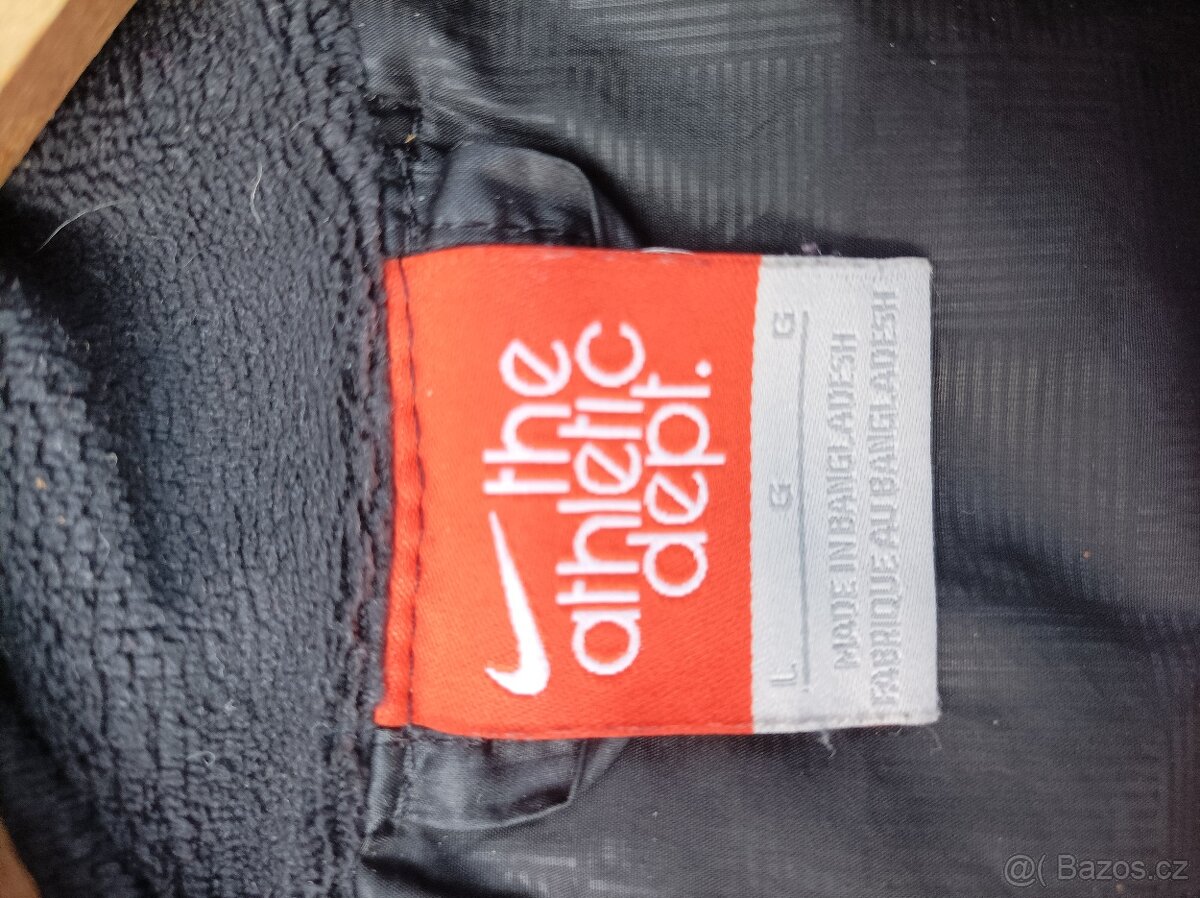 the
athletic
dept.
L G G
MADE IN BANGLADESH
FABRIQUE AU BANGLADESH
@( Bazos.cz